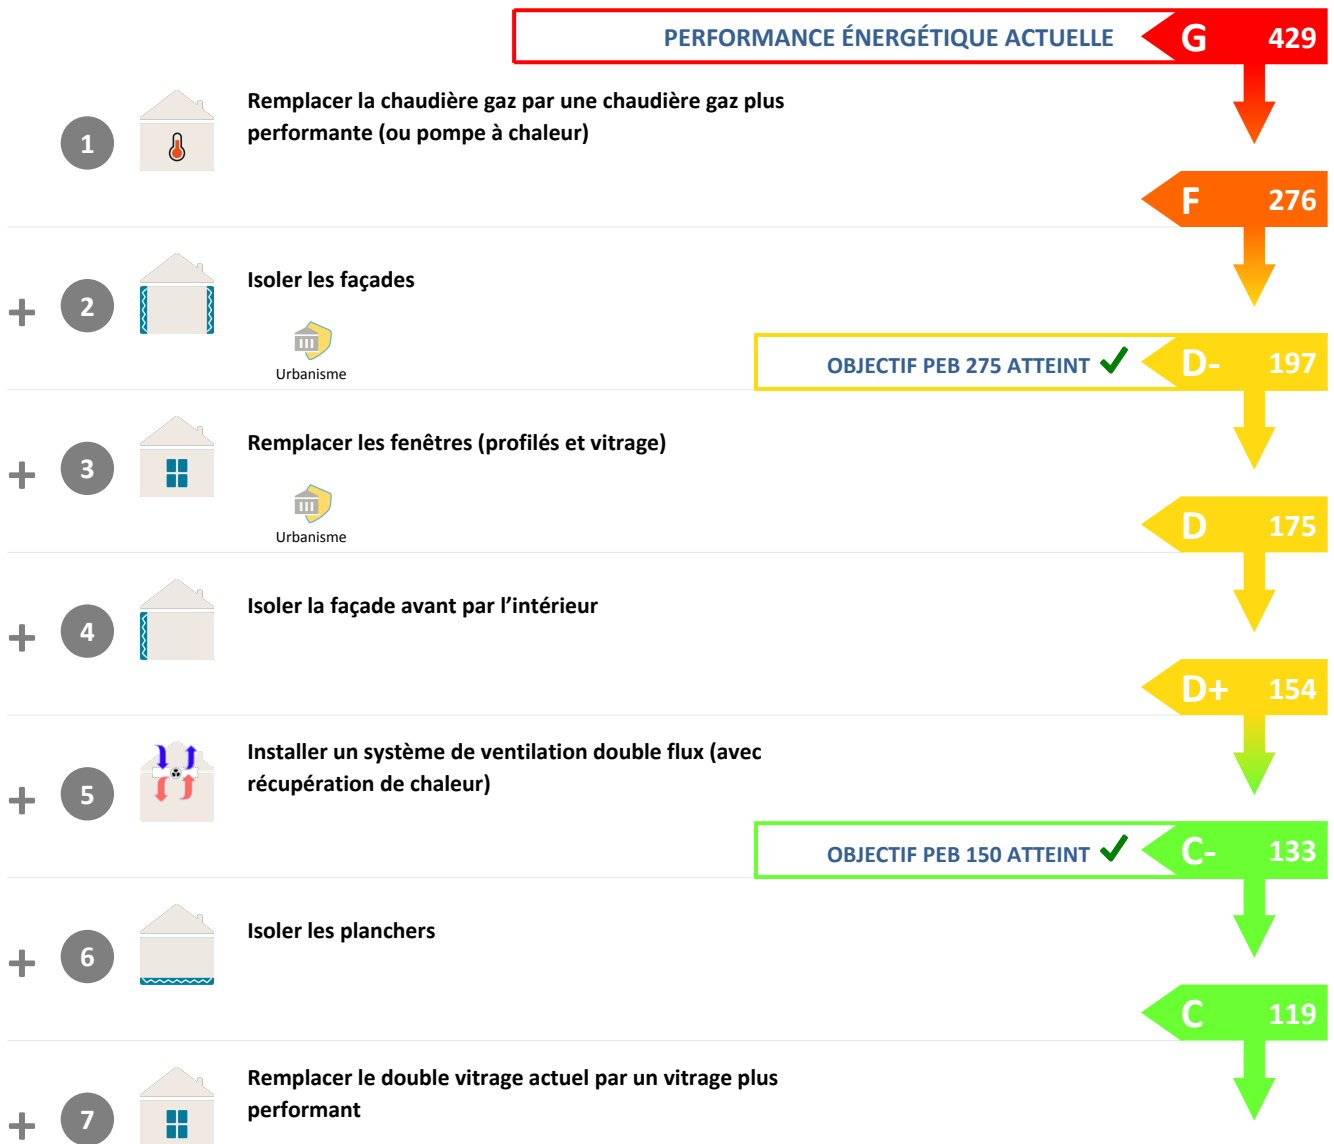 PERFORMANCE ÉNERGÉTIQUE ACTUELLE G 429
1
Remplacer la chaudière gaz par une chaudière gaz plus
performante (ou pompe à chaleur)
F 276
+ 2
Isoler les façades
Urbanisme
OBJECTIF PEB 275 ATTEINT ✓ D- 197
+ 3
Remplacer les fenêtres (profilés et vitrage)
Urbanisme
D 175
+ 4
Isoler la façade avant par l’intérieur
D+ 154
+ 5
Installer un système de ventilation double flux (avec
récupération de chaleur)
OBJECTIF PEB 150 ATTEINT ✓ C- 133
+ 6
Isoler les planchers
C 119
+ 7
Remplacer le double vitrage actuel par un vitrage plus
performant